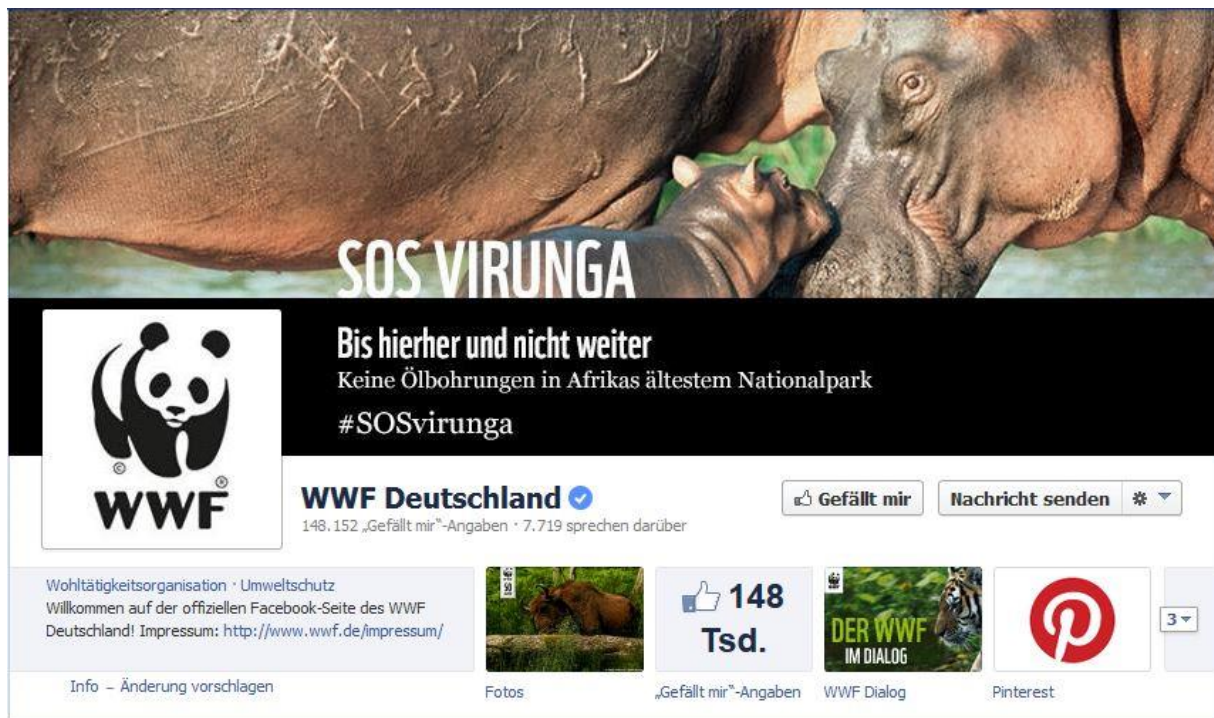 SOS VIRUNGA
Bis hierher und nicht weiter
Keine Ölbohrungen in Afrikas ältestem Nationalpark
#SOSvirunga
© ®
WWF
WWF Deutschland
148.152 „Gefällt mir“-Angaben · 7.719 sprechen darüber
Gefällt mir
Nachricht senden
Wohltätigkeitsorganisation · Umweltschutz
Willkommen auf der offiziellen Facebook-Seite des WWF
Deutschland! Impressum: http://www.wwf.de/impressum/
Info – Änderung vorschlagen
Fotos
148
Tsd.
„Gefällt mir“-Angaben
DER WWF
IM DIALOG
WWF Dialog
Pinterest
3